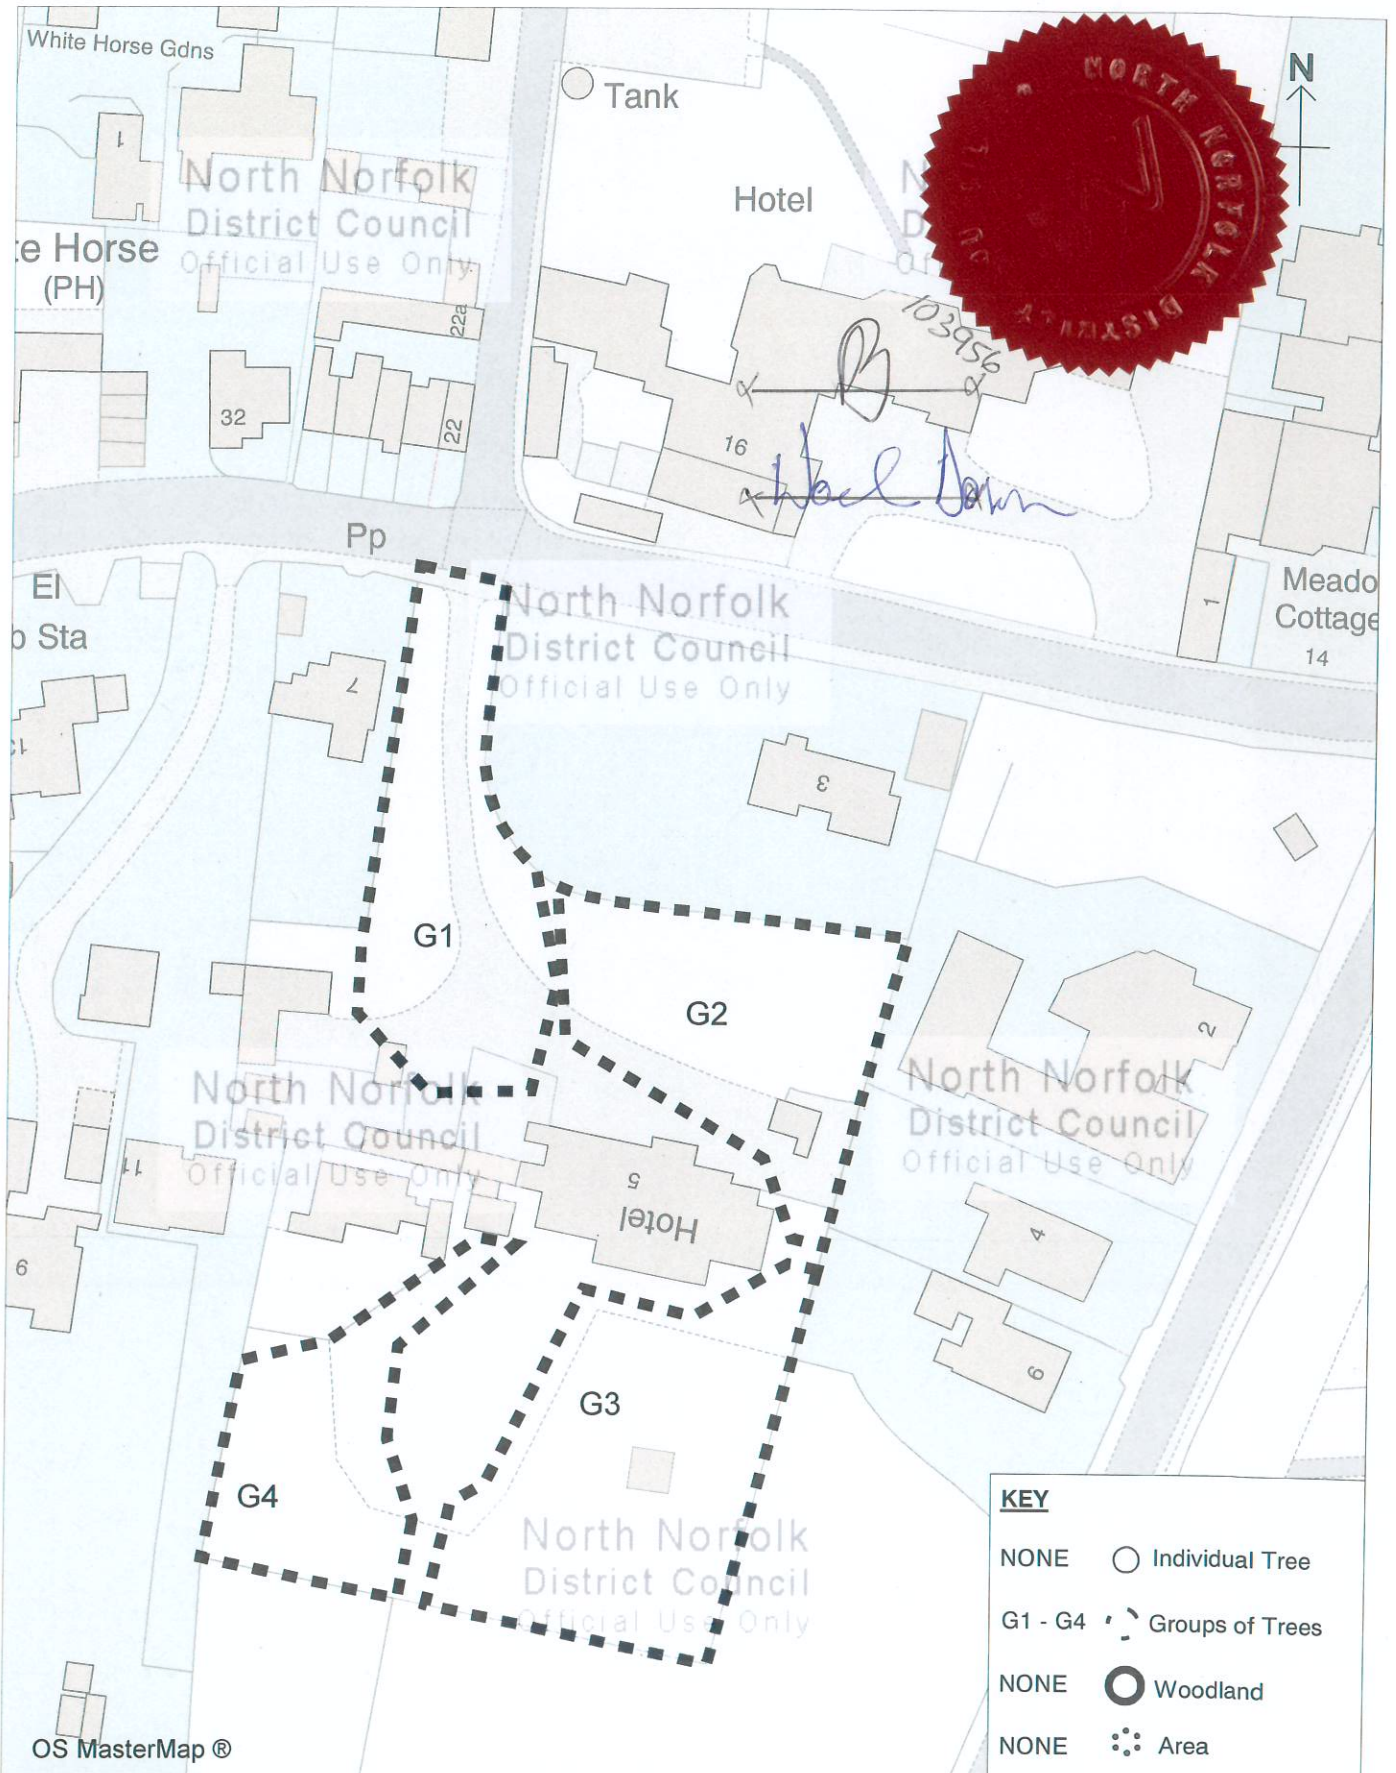 White Horse Gdns
Tank
N
NORTH NORFOLK DISTRICT
1
North Norfolk
District Council
Official Use Only
Hotel
te Horse
(PH)
22a
103956
32
22
16
Pp
El
b Sta
North Norfolk
District Council
Official Use Only
1
Meado
Cottage
14
7
13
3
G1
G2
2
North Norfolk
District Council
Official Use Only
North Norfolk
District Council
Official Use Only
11
5
Hotel
4
9
6
G3
G4
North Norfolk
District Council
Official Use Only
KEY
NONE Individual Tree
G1 - G4 Groups of Trees
NONE Woodland
NONE Area
OS MasterMap ®